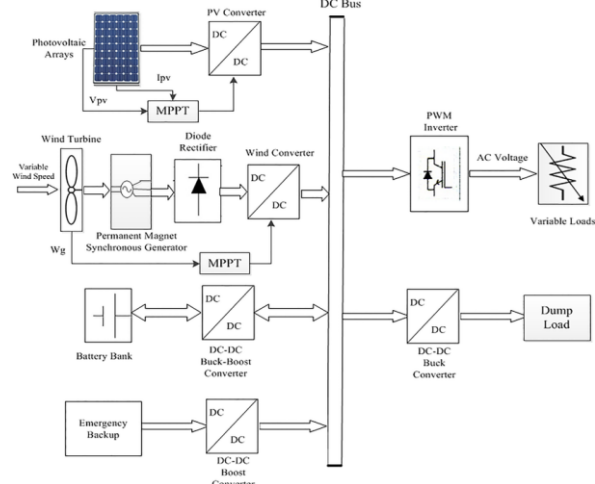 DC Bus
PV Converter
Photovoltaic
Arrays
DC
DC
Ipv
Vpv
MPPT
PWM
Inverter
AC Voltage
Variable Loads
Wind Turbine
Diode
Rectifier
Wind Converter
Variable
Wind Speed
DC
DC
Permanent Magnet
Synchronous Generator
Wg
MPPT
Battery Bank
DC
DC
DC-DC
Buck-Boost
Converter
DC
DC
DC-DC
Buck
Converter
Dump
Load
Emergency
Backup
DC
DC
DC-DC
Boost
Converter